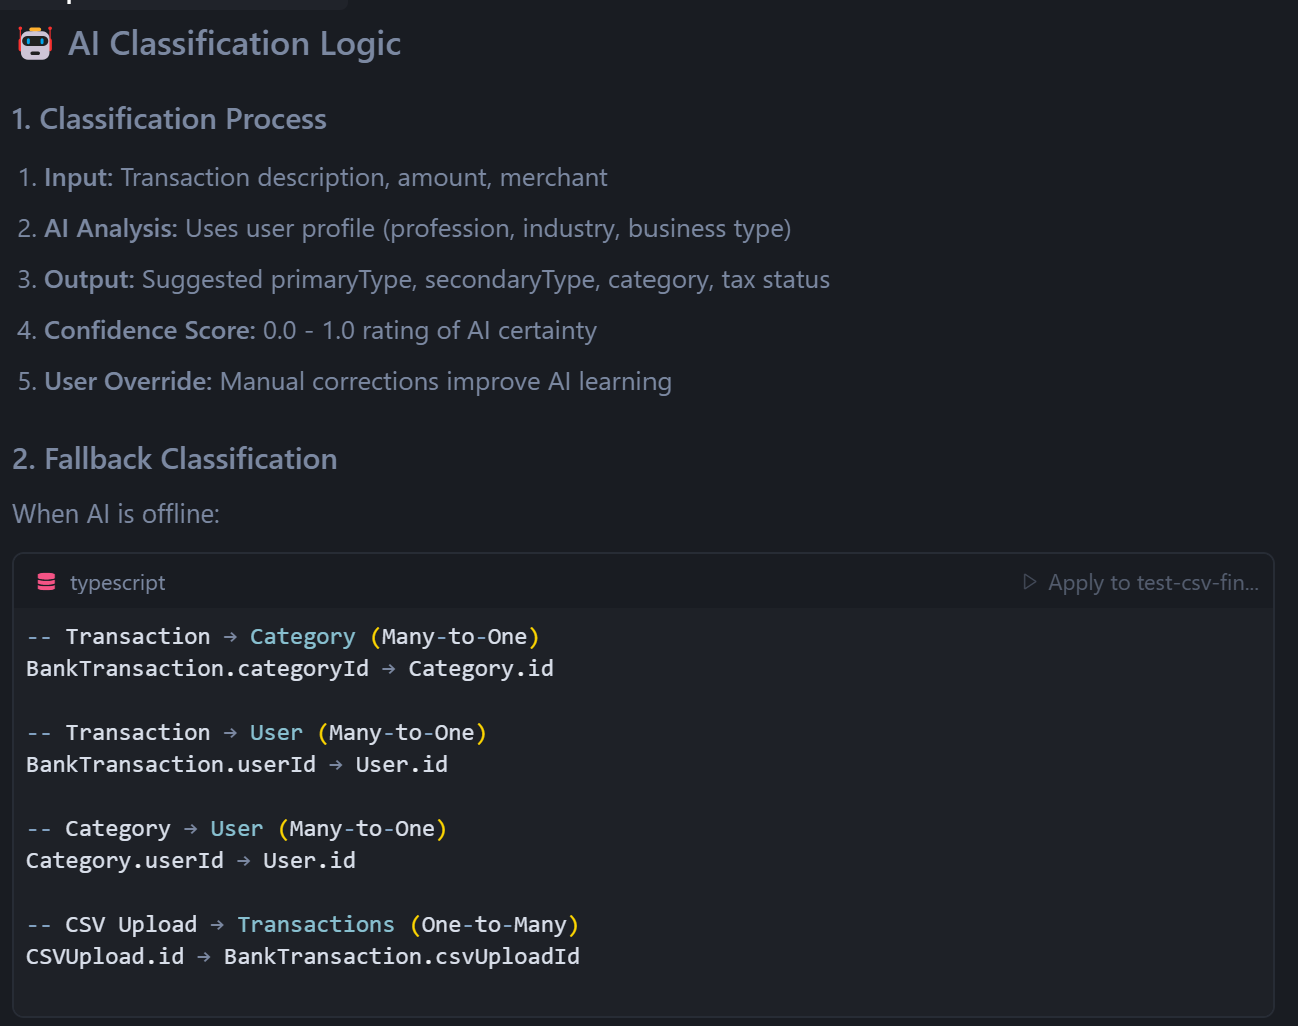 AI Classification Logic
1. Classification Process
1. Input: Transaction description, amount, merchant
2. AI Analysis: Uses user profile (profession, industry, business type)
3. Output: Suggested primaryType, secondaryType, category, tax status
4. Confidence Score: 0.0 - 1.0 rating of AI certainty
5. User Override: Manual corrections improve AI learning
2. Fallback Classification
When AI is offline:
typescript
Apply to test-csv-fin...
-- Transaction → Category (Many-to-One)
BankTransaction.categoryId → Category.id
-- Transaction → User (Many-to-One)
BankTransaction.userId → User.id
-- Category → User (Many-to-One)
Category.userId → User.id
-- CSV Upload → Transactions (One-to-Many)
CSVUpload.id → BankTransaction.csvUploadId